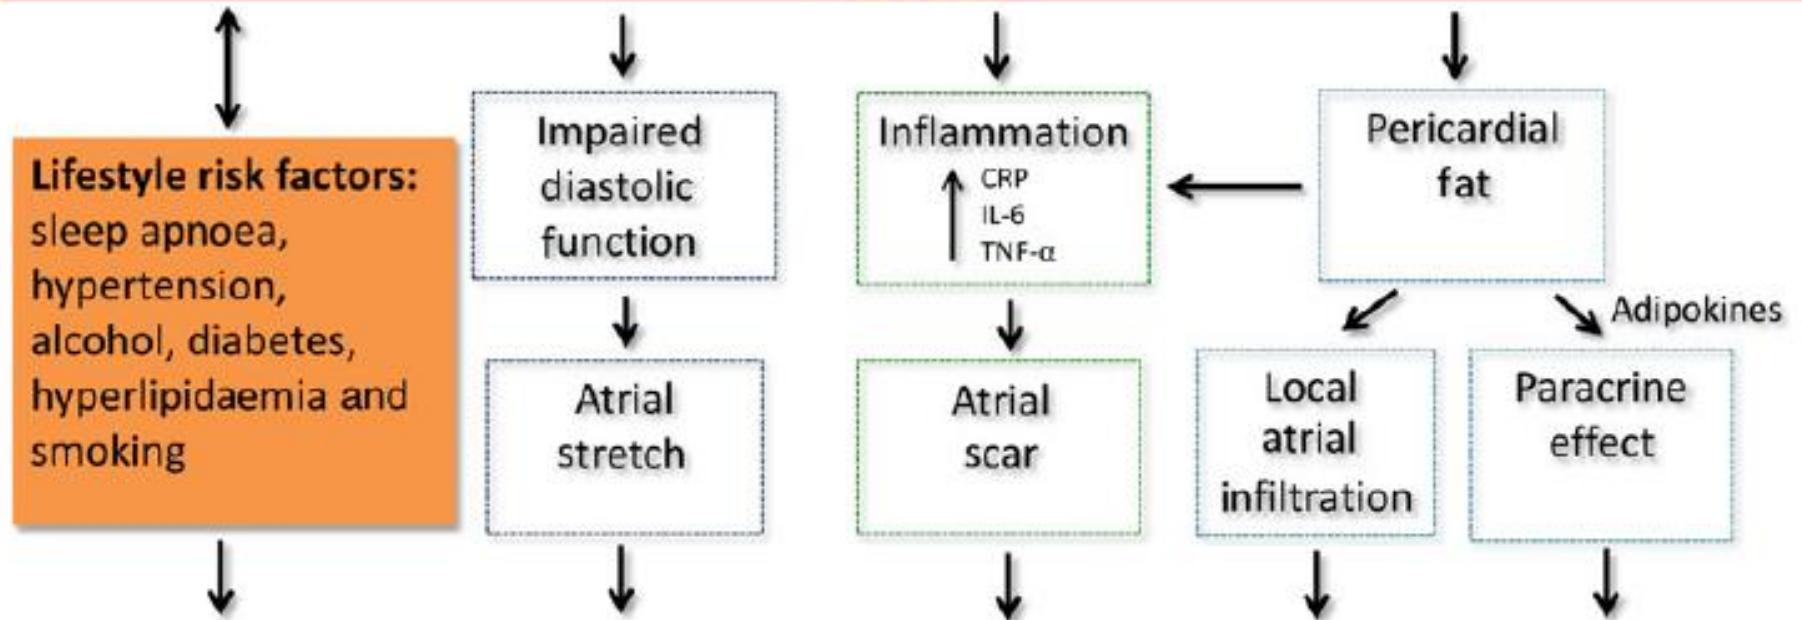 Lifestyle risk factors:
sleep apnoea,
hypertension,
alcohol, diabetes,
hyperlipidaemia and
smoking
Impaired
diastolic
function
Atrial
stretch
Inflammation
CRP
IL-6
TNF-α
Atrial
scar
Pericardial
fat
Adipokines
Local
atrial
infiltration
Paracrine
effect